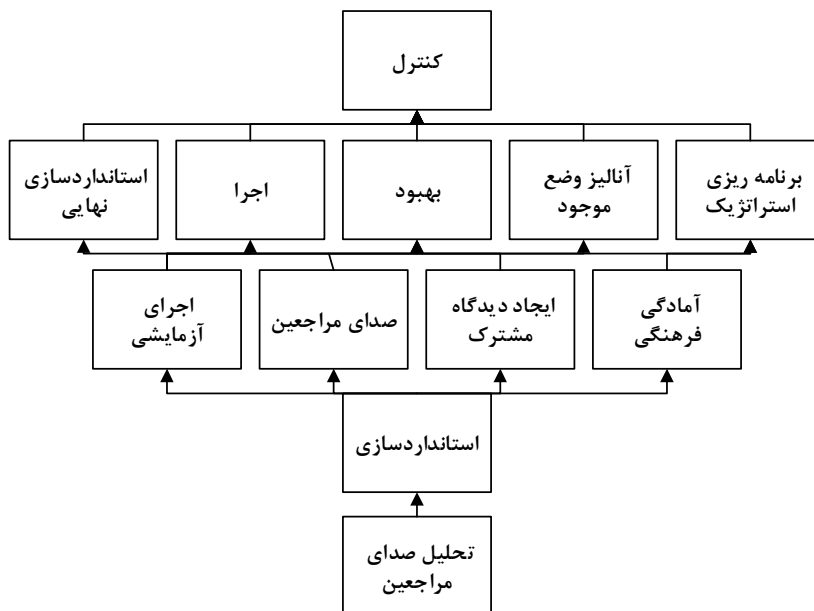 کنترل
برنامه ریزی
استراتژیک
آنالیز وضع
موجود
بهبود
اجرا
استانداردسازی
نهایی
آمادگی
فرهنگی
ایجاد دیدگاه
مشترک
صدای مراجعین
اجرای
آزمایشی
استانداردسازی
تحلیل صدای
مراجعین